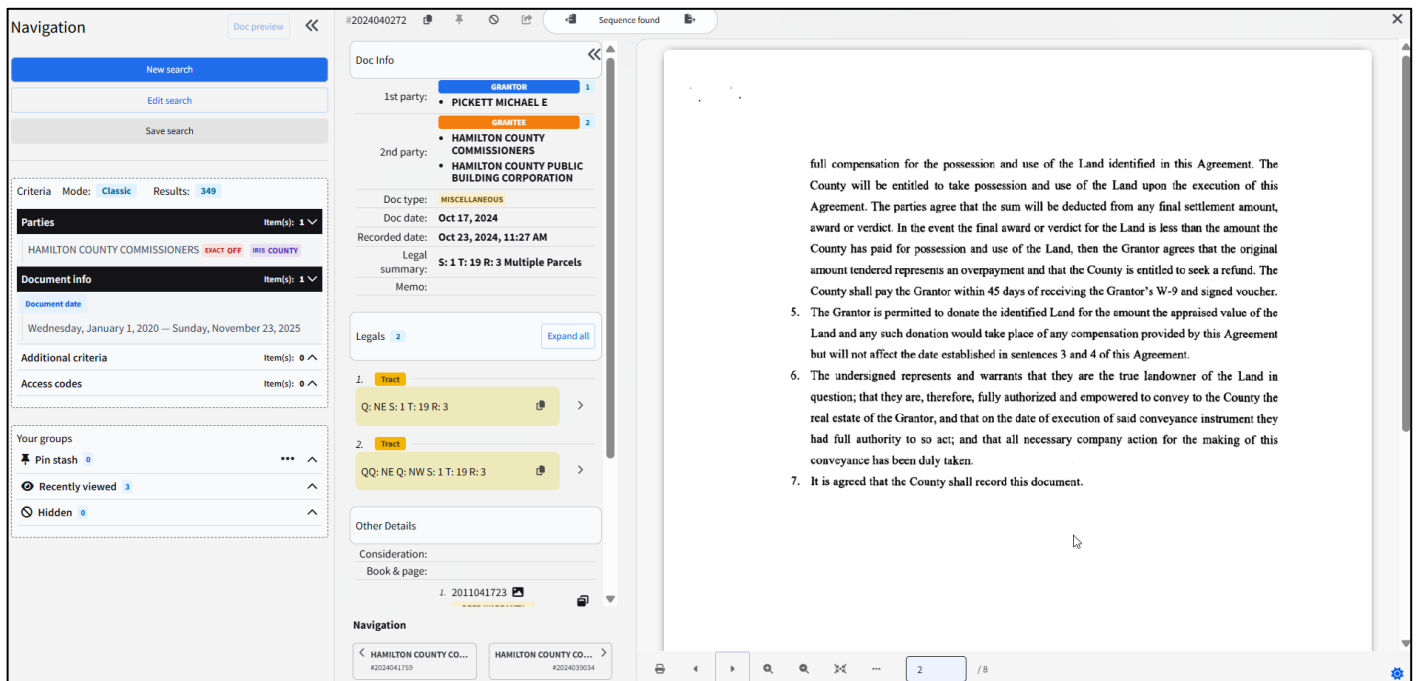 Navigation
Doc preview
New search
Edit search
Save search
Criteria Mode: Classic Results: 349
Parties Item(s): 1
HAMILTON COUNTY COMMISSIONERS EXACT OFF IRIS COUNTY
Document info Item(s): 1
Document date
Wednesday, January 1, 2020 — Sunday, November 23, 2025
Additional criteria Item(s): 0
Access codes Item(s): 0
Your groups
Pin stash 0
Recently viewed 3
Hidden 0
#2024040272
Sequence found
Doc Info
1st party:
GRANTOR 1
• PICKETT MICHAEL E
2nd party:
GRANTEE 2
• HAMILTON COUNTY
COMMISSIONERS
• HAMILTON COUNTY PUBLIC
BUILDING CORPORATION
Doc type: MISCELLANEOUS
Doc date: Oct 17, 2024
Recorded date: Oct 23, 2024, 11:27 AM
Legal
summary: S: 1 T: 19 R: 3 Multiple Parcels
Memo:
Legals 2
Expand all
1. Tract
Q: NE S: 1 T: 19 R: 3
2. Tract
QQ: NE Q: NW S: 1 T: 19 R: 3
Other Details
Consideration:
Book & page:
1. 2011041723
Navigation
HAMILTON COUNTY CO...
#2024041759
HAMILTON COUNTY CO...
#2024039034
full compensation for the possession and use of the Land identified in this Agreement. The
County will be entitled to take possession and use of the Land upon the execution of this
Agreement. The parties agree that the sum will be deducted from any final settlement amount,
award or verdict. In the event the final award or verdict for the Land is less than the amount the
County has paid for possession and use of the Land, then the Grantor agrees that the original
amount tendered represents an overpayment and that the County is entitled to seek a refund. The
County shall pay the Grantor within 45 days of receiving the Grantor's W-9 and signed voucher.
5. The Grantor is permitted to donate the identified Land for the amount the appraised value of the
Land and any such donation would take place of any compensation provided by this Agreement
but will not affect the date established in sentences 3 and 4 of this Agreement.
6. The undersigned represents and warrants that they are the true landowner of the Land in
question; that they are, therefore, fully authorized and empowered to convey to the County the
real estate of the Grantor, and that on the date of execution of said conveyance instrument they
had full authority to so act; and that all necessary company action for the making of this
conveyance has been duly taken.
7. It is agreed that the County shall record this document.
2 / 8